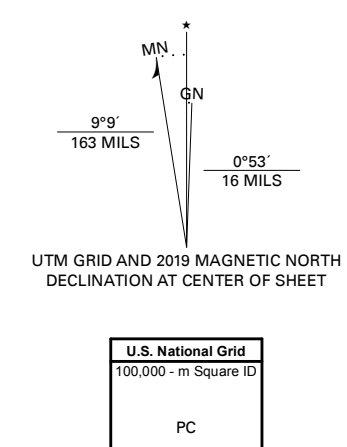 ★
MN
GN
9°9´
163 MILS
0°53´
16 MILS
UTM GRID AND 2019 MAGNETIC NORTH
DECLINATION AT CENTER OF SHEET
U.S. National Grid
100,000 - m Square ID
PC